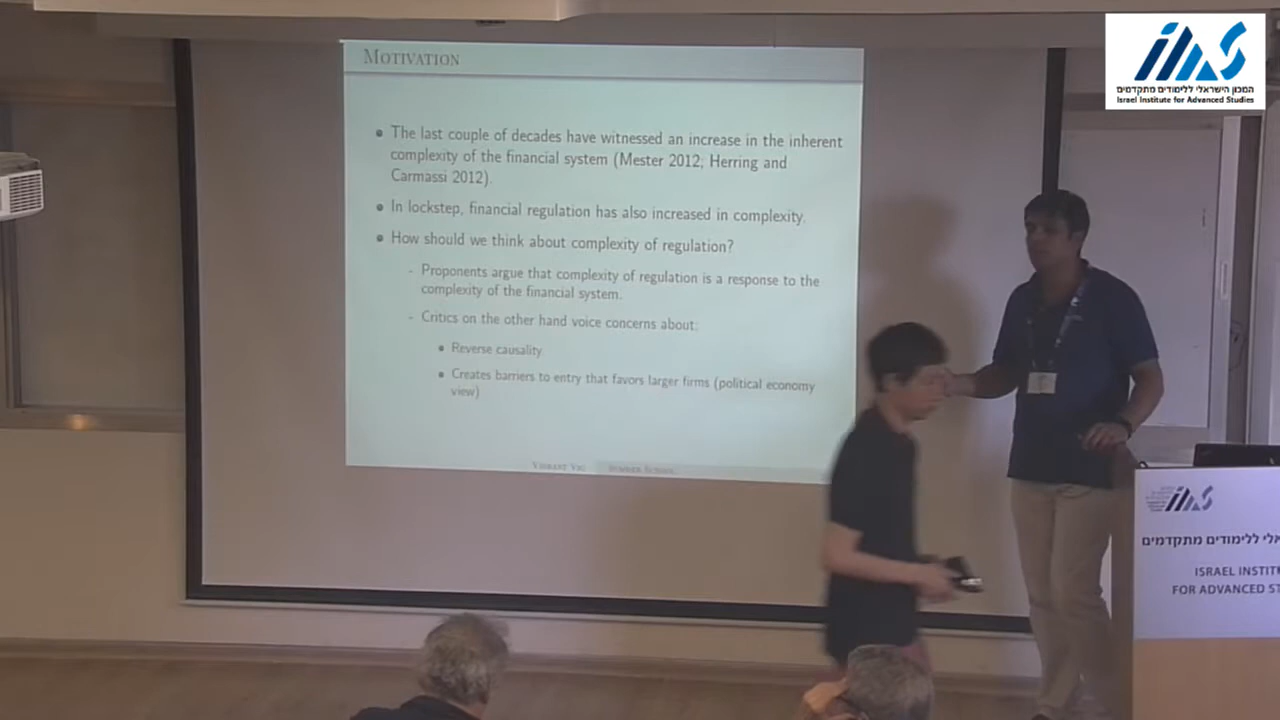 MOTIVATION
• The last couple of decades have witnessed an increase in the inherent
complexity of the financial system (Mester 2012; Herring and
Carmassi 2012).
• In lockstep, financial regulation has also increased in complexity.
• How should we think about complexity of regulation?
- Proponents argue that complexity of regulation is a response to the
complexity of the financial system.
- Critics on the other hand voice concerns about:
• Reverse causality
• Creates barriers to entry that favors larger firms (political economy
view)
VIKRANT VIG SUMMER SCHOOL
המכון הישראלי ללימודים מתקדמים
Israel Institute for Advanced Studies
ללימודים מתקדמים
ISRAEL INSTIT
FOR ADVANCED ST